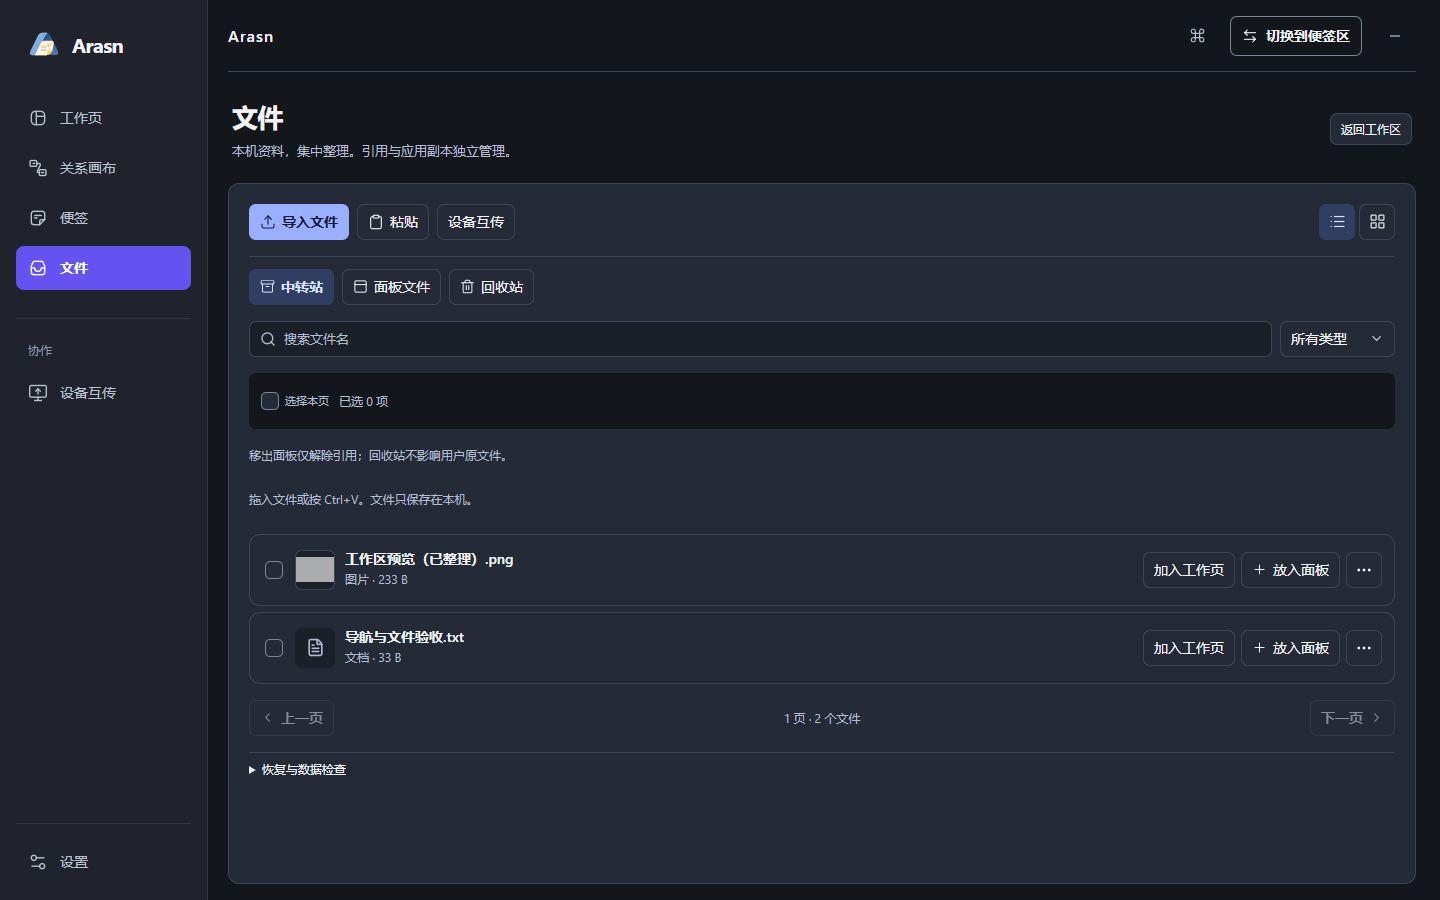 Arasn
工作页
关系画布
便签
文件
协作
设备互传
设置
Arasn
切换到便签区
文件
本机资料，集中整理。引用与应用副本独立管理。
返回工作区
导入文件
粘贴
设备互传
中转站
面板文件
回收站
搜索文件名
所有类型
选择本页 已选 0 项
移出面板仅解除引用；回收站不影响用户原文件。
拖入文件或按 Ctrl+V。文件只保存在本机。
工作区预览（已整理）.png
图片 · 233 B
加入工作页
放入面板
导航与文件验收.txt
文档 · 33 B
加入工作页
放入面板
上一页
1 页 · 2 个文件
下一页
恢复与数据检查